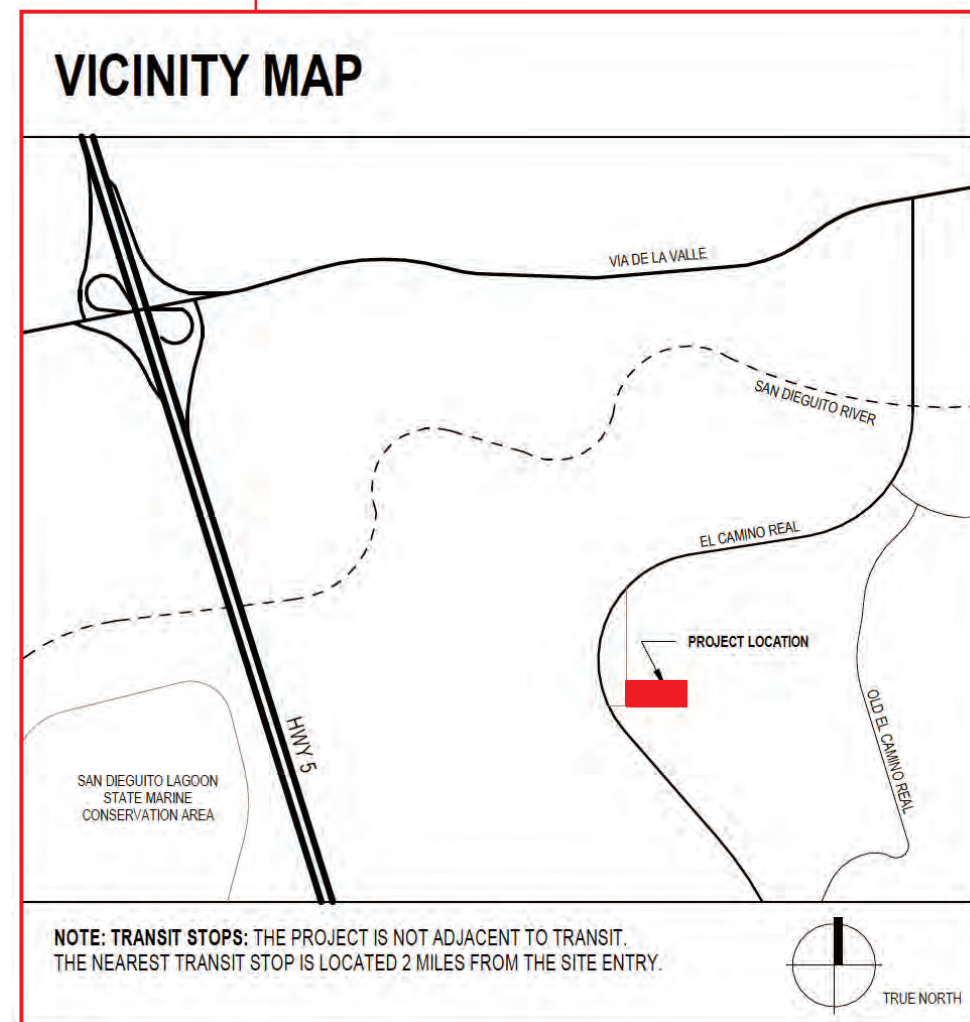 VICINITY MAP
VIA DE LA VALLE
SAN DIEGUITO RIVER
EL CAMINO REAL
PROJECT LOCATION
OLD EL CAMINO REAL
HWY 5
SAN DIEGUITO LAGOON
STATE MARINE
CONSERVATION AREA
NOTE: TRANSIT STOPS: THE PROJECT IS NOT ADJACENT TO TRANSIT.
THE NEAREST TRANSIT STOP IS LOCATED 2 MILES FROM THE SITE ENTRY.
TRUE NORTH